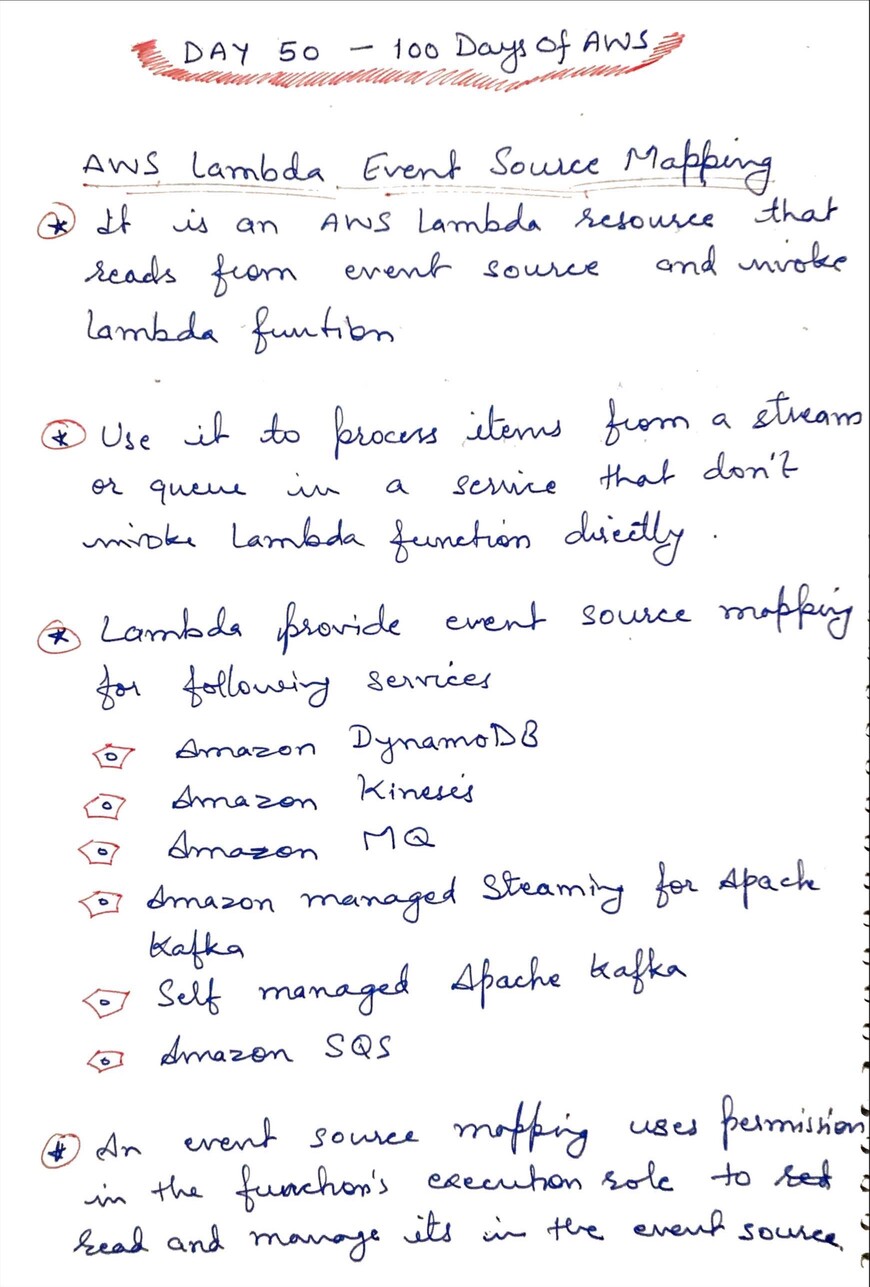 DAY 50 - 100 Days Of AWS
AWS Lambda Event Source Mapping
It is an AWS Lambda resource that
reads from event source and invoke
Lambda funtion
Use it to process items from a stream
or queue in a service that don't
invoke Lambda function directly.
Lambda provide event source mapping
for following services
Amazon DynamoDB
Amazon Kinesis
Amazon MQ
Amazon managed Steaming for Apach
Kafka
Self managed Apache Kafka
Amazon SQS
An event source mapping uses permission
in the function's execution role to
read and manage its in the event source.